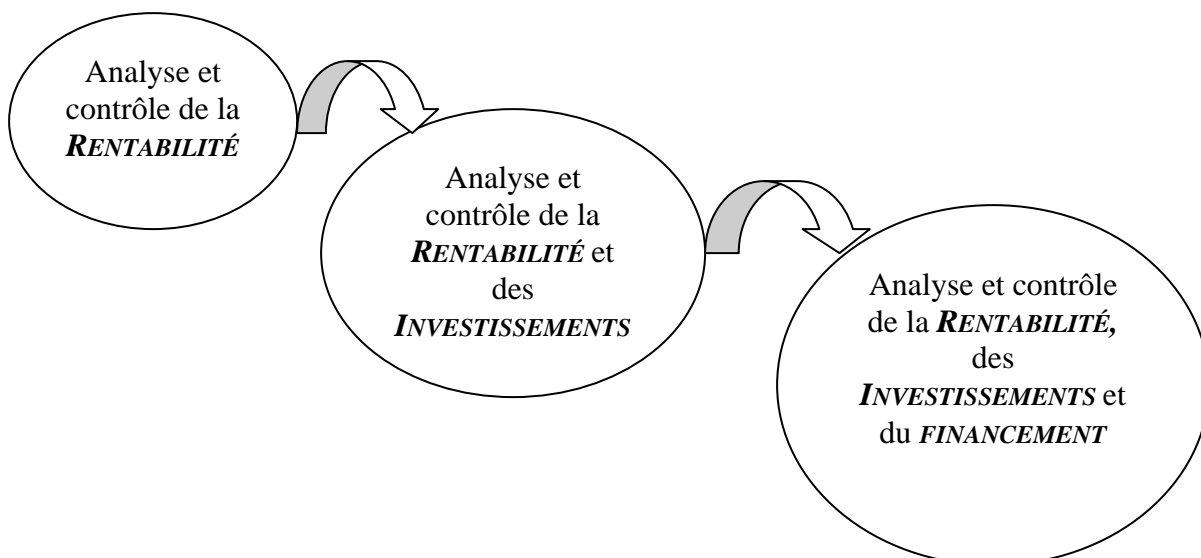 Analyse et
contrôle de la
RENTABILITÉ
Analyse et
contrôle de la
RENTABILITÉ et
des
INVESTISSEMENTS
Analyse et contrôle
de la RENTABILITÉ,
des
INVESTISSEMENTS et
du FINANCEMENT